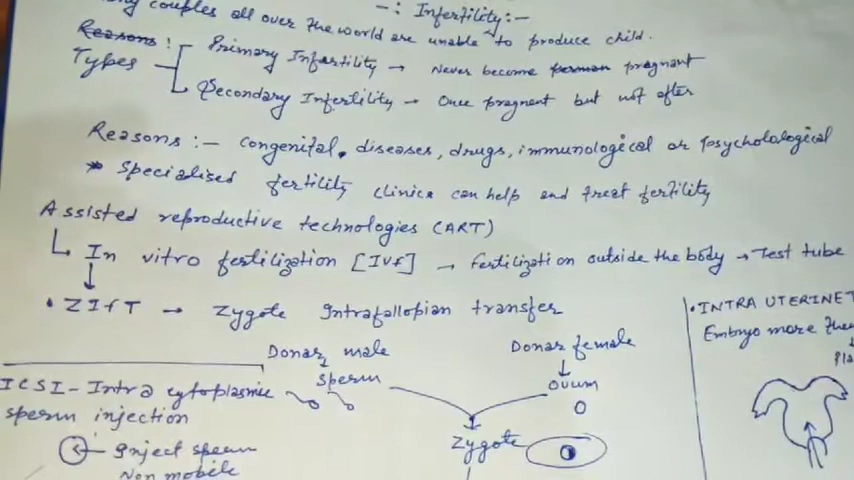 -: Infertility:-
couples all over the world are unable to produce child.
Reasons :
Types
Primary Infertility → Never become pregnant
Secondary Infertility → Once pregnant but not after
Reasons :- Congenital, diseases, drugs, immunological or Psycholological
* Specialised fertility clinics can help and treat fertility
Assisted reproductive technologies (ART)
In vitro fertilization [IVF] → fertilization outside the body → Test tube
• ZIFT → Zygote Intrafallopian transfer
• INTRA UTERINE T
Embryo more
Donar male
Donar female
sperm
ovum
ICSI - Intra cytoplasmic
sperm injection
Zygote
Inject sperm
Non mobile